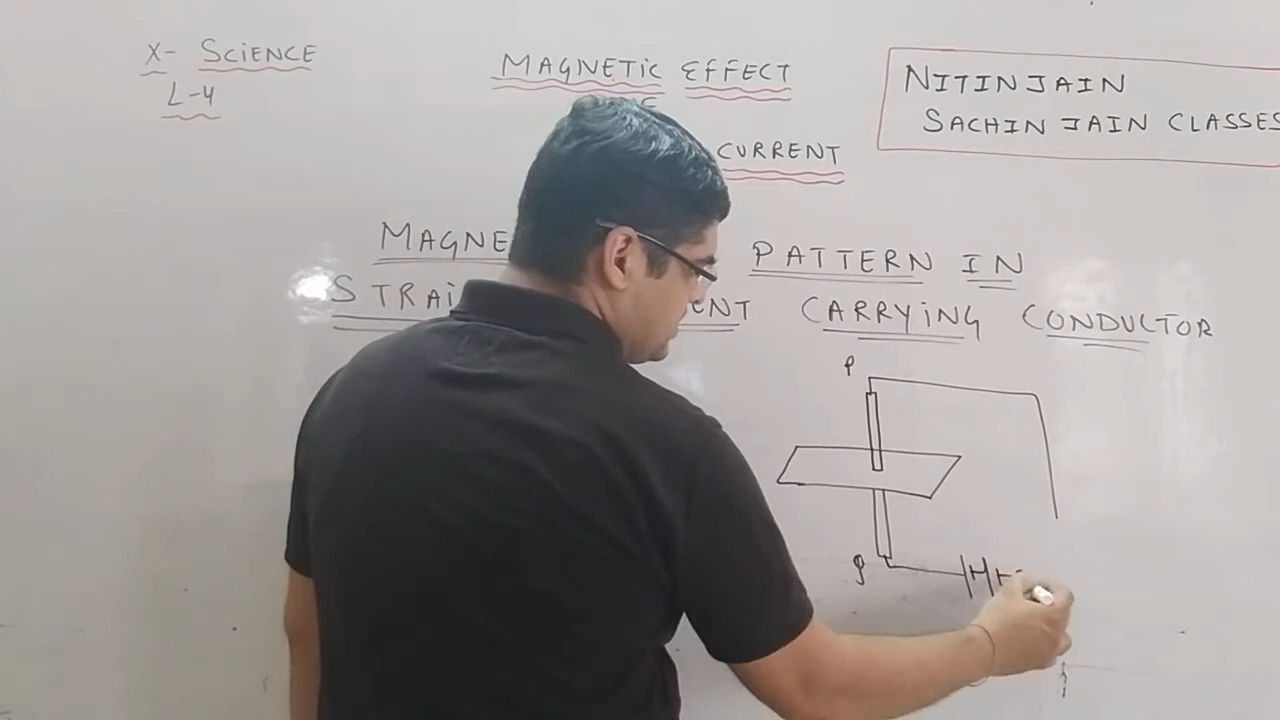 X- SCiENCE
L-4
MAGNETiC EFFECT
CURRENT
NITIN JAIN
SACHIN JAIN CLASSES
PATTERN IN
CARRYiNG CONDUCTOR
P